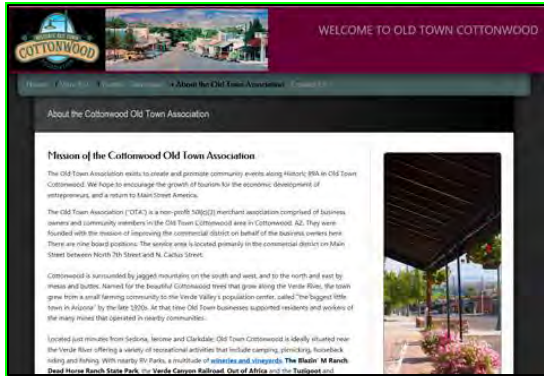 HISTORIC OLD TOWN
COTTONWOOD
WELCOME TO OLD TOWN COTTONWOOD
About the Old Town Association
About the Cottonwood Old Town Association
Mission of the Cottonwood Old Town Association
The Old Town Association exists to create and promote community events along Historic 89A in Old Town
Cottonwood. We hope to encourage the growth of tourism for the economic development of
entrepreneurs, and a return to Main Street America.
The Old Town Association ("OTA") is a non-profit 501(c)(3) merchant association comprised of business
owners and community members in the Old Town Cottonwood area in Cottonwood, AZ. They were
founded with the mission of improving the commercial district on behalf of the business owners here.
There are nine board positions. The service area is located primarily in the commercial district on Main
Street between North 7th Street and N. Cactus Street.
Cottonwood is surrounded by jagged mountains on the south and west, and to the north and east by
mesas and buttes. Named for the beautiful Cottonwood trees that grow along the Verde River, the town
grew from a small farming community to the Verde Valley's population center, called "the biggest little
town in Arizona" by the late 1920s. At that time Old Town businesses supported residents and workers of
the many mines that operated in nearby communities.
Located just minutes from Sedona, Jerome and Clarkdale, Old Town Cottonwood is ideally situated near
the Verde River offering a variety of recreational activities that include camping, picnicking, horseback
riding and fishing. With nearby RV Parks, a multitude of wineries and vineyards, The Blazin' M Ranch,
Dead Horse Ranch State Park, the Verde Canyon Railroad, Out of Africa and the Tuzigoot and